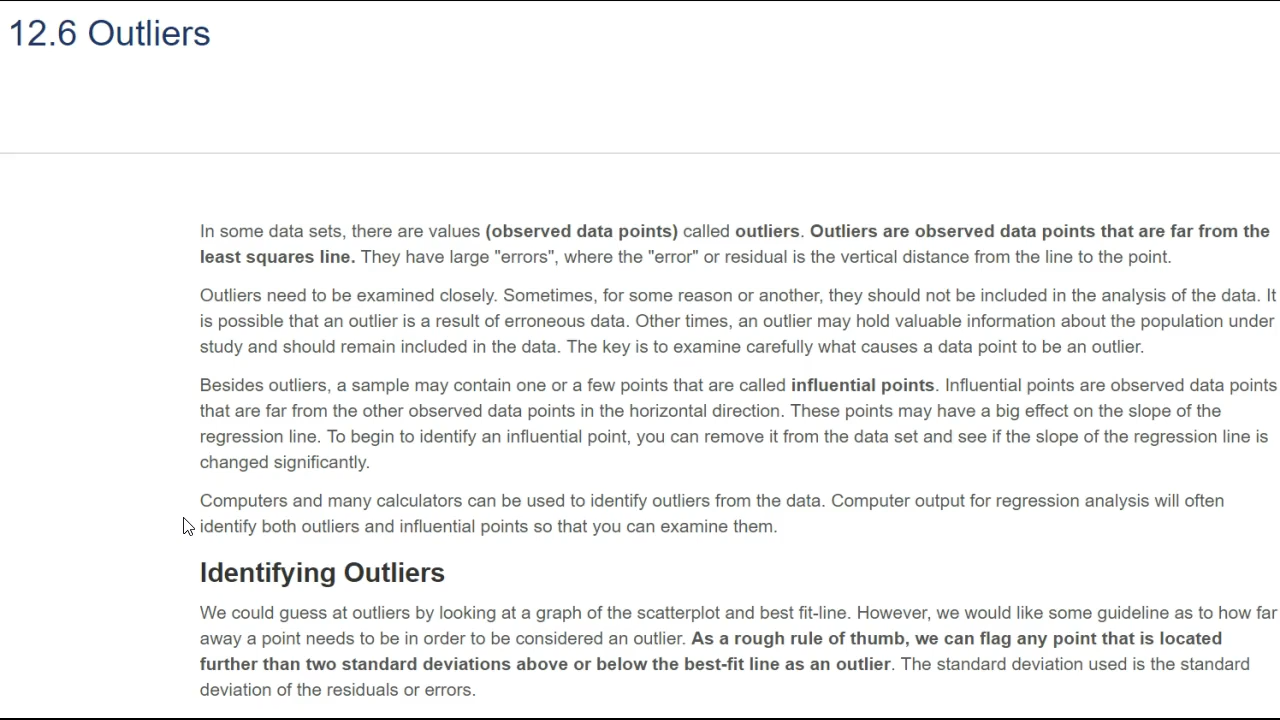 12.6 Outliers
In some data sets, there are values (observed data points) called outliers. Outliers are observed data points that are far from the
least squares line. They have large "errors", where the "error" or residual is the vertical distance from the line to the point.
Outliers need to be examined closely. Sometimes, for some reason or another, they should not be included in the analysis of the data. It
is possible that an outlier is a result of erroneous data. Other times, an outlier may hold valuable information about the population under
study and should remain included in the data. The key is to examine carefully what causes a data point to be an outlier.
Besides outliers, a sample may contain one or a few points that are called influential points. Influential points are observed data points
that are far from the other observed data points in the horizontal direction. These points may have a big effect on the slope of the
regression line. To begin to identify an influential point, you can remove it from the data set and see if the slope of the regression line is
changed significantly.
Computers and many calculators can be used to identify outliers from the data. Computer output for regression analysis will often
identify both outliers and influential points so that you can examine them.
Identifying Outliers
We could guess at outliers by looking at a graph of the scatterplot and best fit-line. However, we would like some guideline as to how far
away a point needs to be in order to be considered an outlier. As a rough rule of thumb, we can flag any point that is located
further than two standard deviations above or below the best-fit line as an outlier. The standard deviation used is the standard
deviation of the residuals or errors.